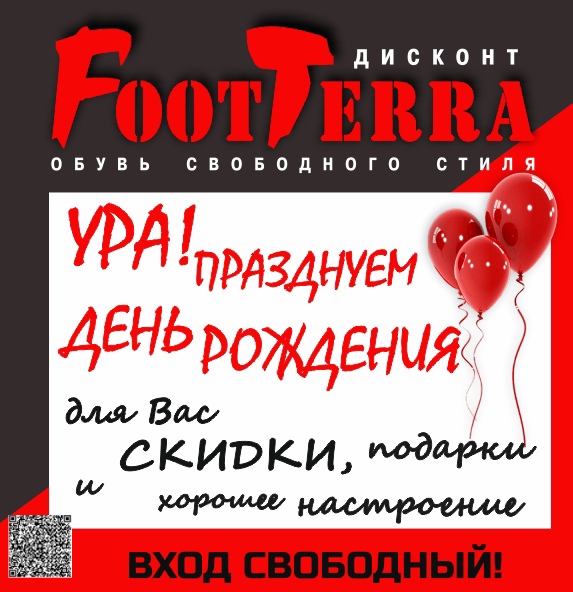 ДИСКОНТ
FOOTTERRA
ОБУВЬ СВОБОДНОГО СТИЛЯ
УРА! ПРАЗДНУЕМ
ДЕНЬ РОЖДЕНИЯ
для Вас
СКИДКИ, подарки
и хорошее настроение
ВХОД СВОБОДНЫЙ!